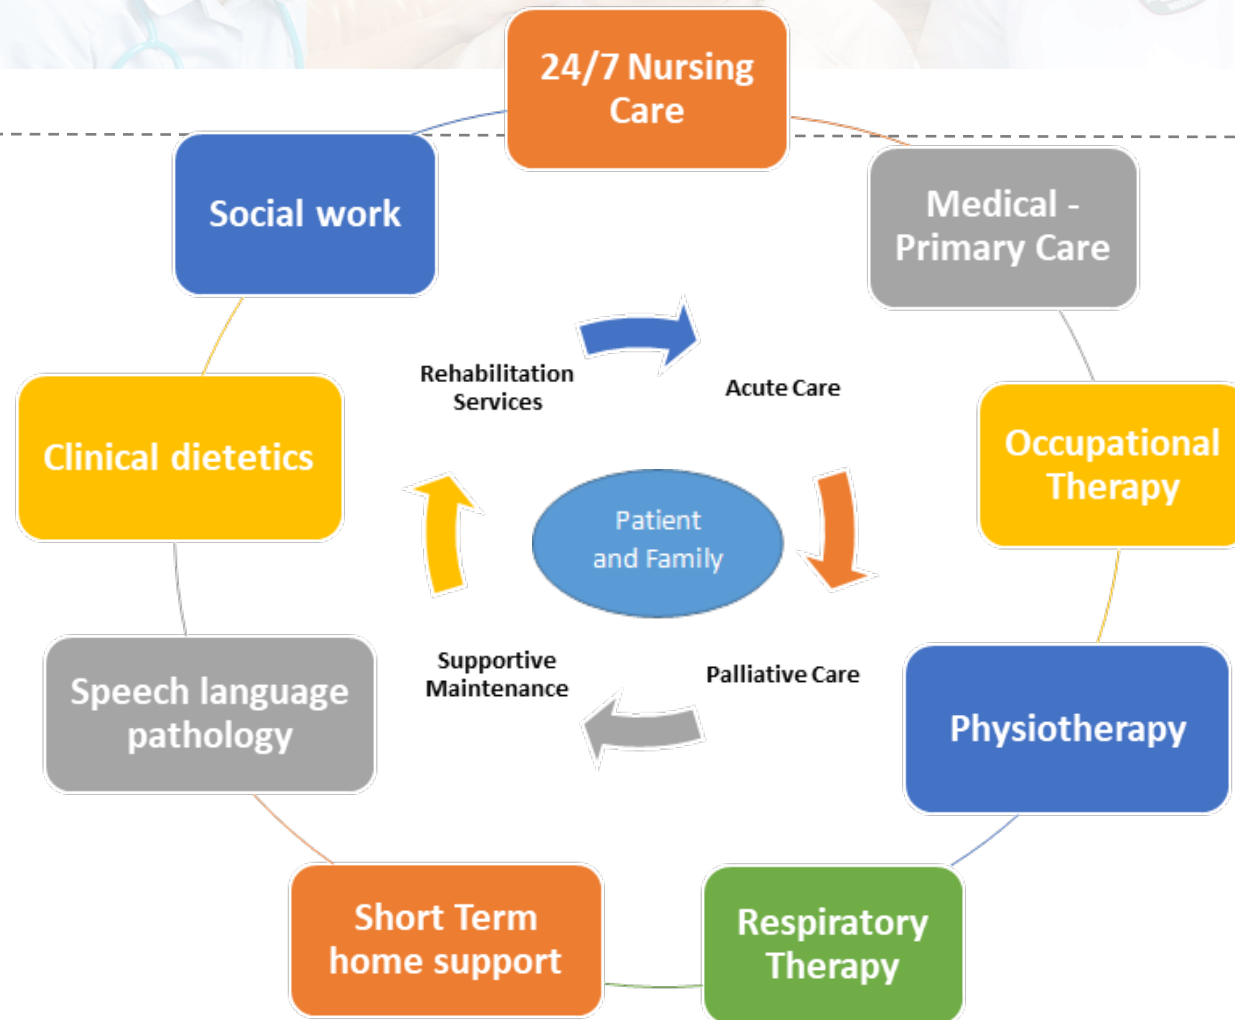 24/7 Nursing
Care
Social work
Medical -
Primary Care
Rehabilitation
Services
Acute Care
Clinical dietetics
Occupational
Therapy
Patient
and Family
Supportive
Maintenance
Palliative Care
Speech language
pathology
Physiotherapy
Short Term
home support
Respiratory
Therapy